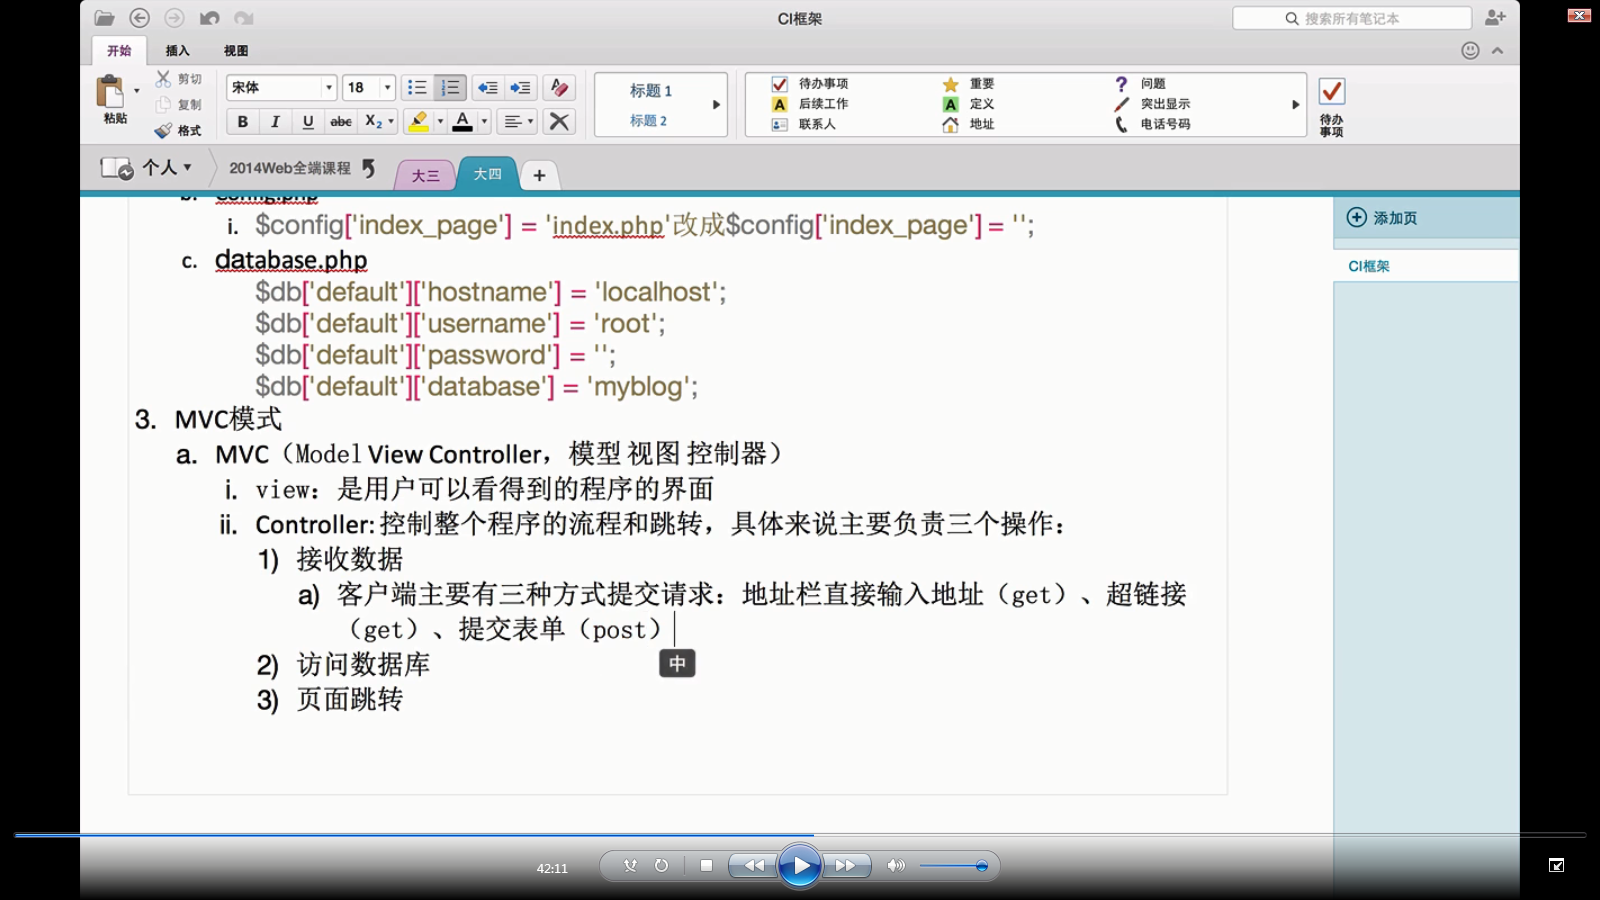 CI框架
搜索所有笔记本
开始 插入 视图
粘贴
剪切
复制
格式
宋体 18
B I U abc X₂ A
标题 1
标题 2
待办事项 重要 问题
后续工作 定义 突出显示
联系人 地址 电话号码
待办
事项
个人 2014Web全端课程 大三 大四 +
添加页
CI框架
b. config.php
i. $config['index_page'] = 'index.php'改成$config['index_page'] = '';
c. database.php
$db['default']['hostname'] = 'localhost';
$db['default']['username'] = 'root';
$db['default']['password'] = '';
$db['default']['database'] = 'myblog';
3. MVC模式
a. MVC（Model View Controller，模型 视图 控制器）
i. view：是用户可以看得到的程序的界面
ii. Controller: 控制整个程序的流程和跳转，具体来说主要负责三个操作：
1) 接收数据
a) 客户端主要有三种方式提交请求：地址栏直接输入地址（get）、超链接
（get）、提交表单（post）
中
2) 访问数据库
3) 页面跳转
42:11